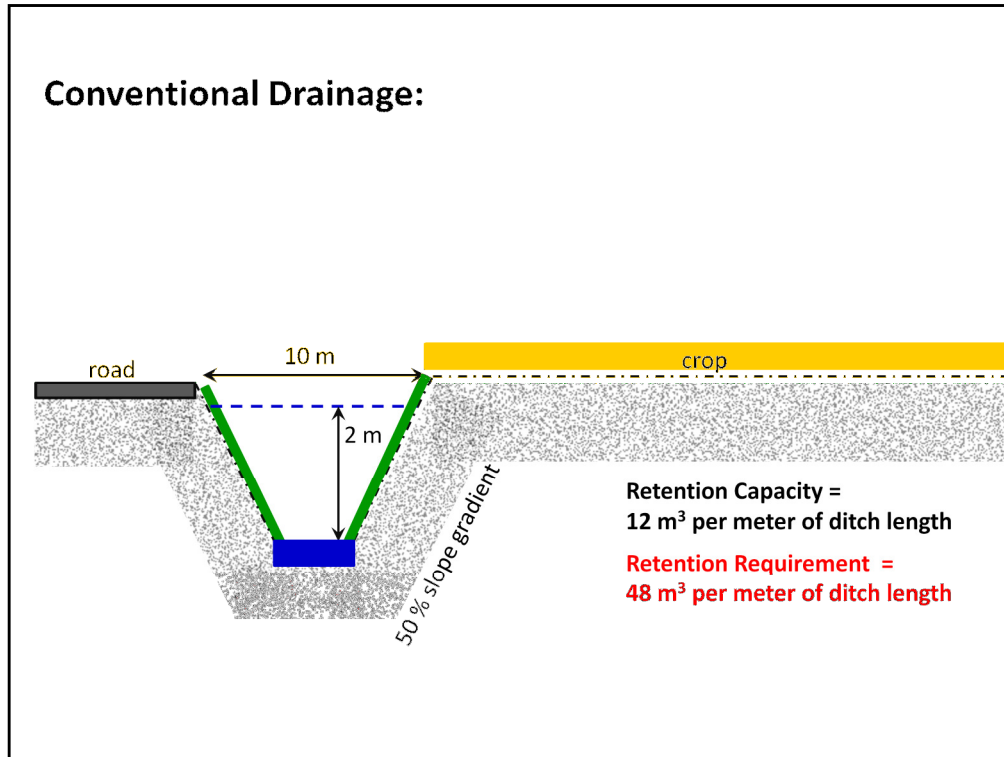 Conventional Drainage:
10 m
road
crop
2 m
50 % slope gradient
Retention Capacity =
12 m³ per meter of ditch length
Retention Requirement =
48 m³ per meter of ditch length